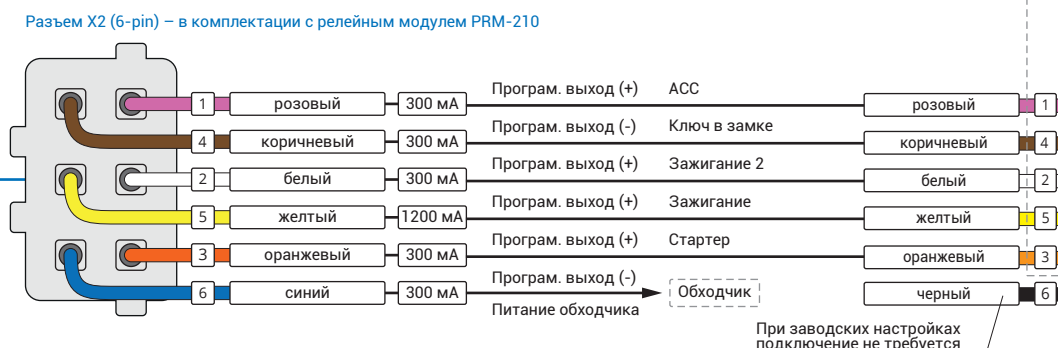 Разъем X2 (6-pin) – в комплектации с релейным модулем PRM-210
1 розовый 300 мА Програм. выход (+) ACC розовый 1
4 коричневый 300 мА Програм. выход (-) Ключ в замке коричневый 4
2 белый 300 мА Програм. выход (+) Зажигание 2 белый 2
5 желтый 1200 мА Програм. выход (+) Зажигание желтый 5
3 оранжевый 300 мА Програм. выход (+) Стартер оранжевый 3
6 синий 300 мА Програм. выход (-) Обходчик черный 6
Питание обходчика
При заводских настройках
подключение не требуется